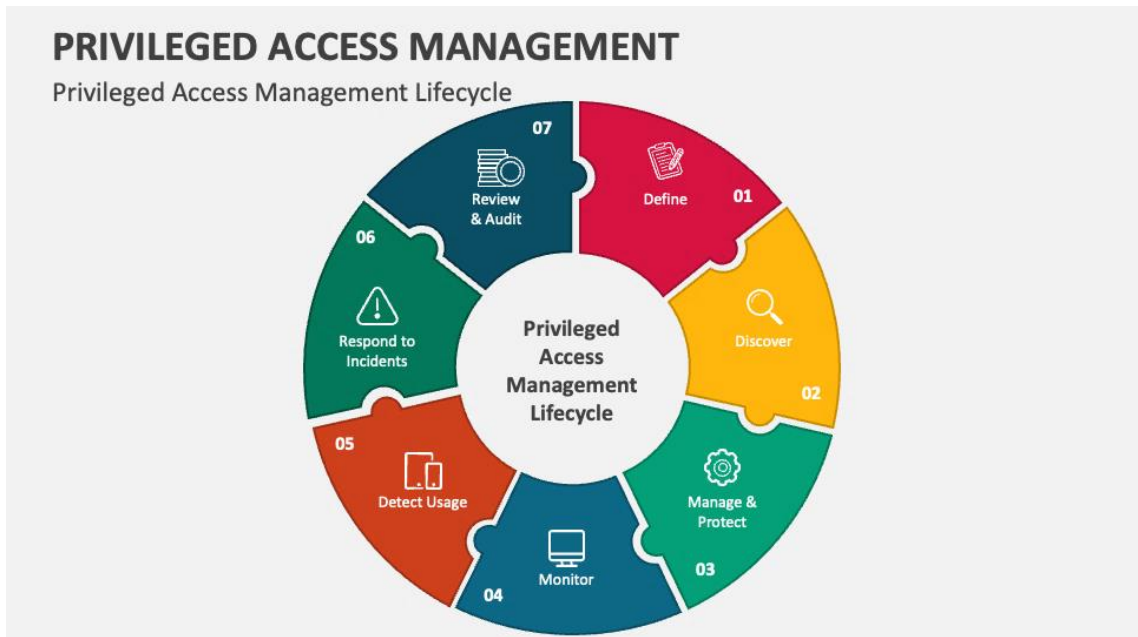 PRIVILEGED ACCESS MANAGEMENT
Privileged Access Management Lifecycle
01
Define
02
Discover
03
Manage &
Protect
04
Monitor
05
Detect Usage
06
Respond to
Incidents
07
Review
& Audit
Privileged
Access
Management
Lifecycle